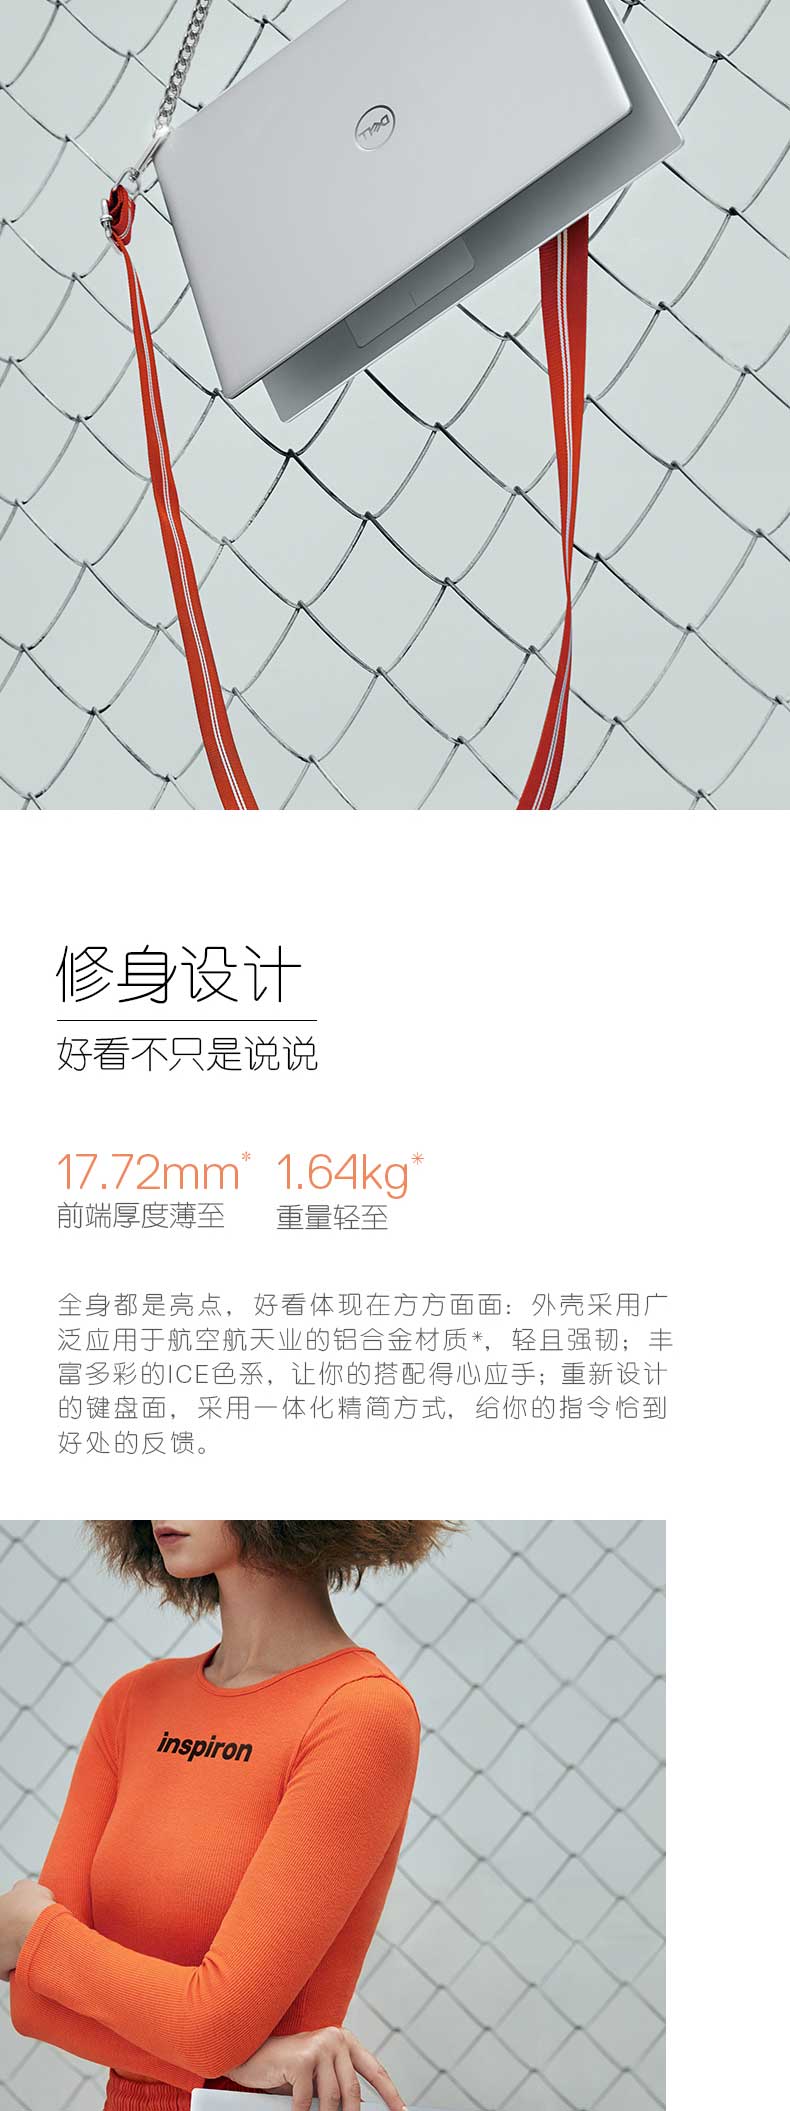 DELL
修身设计
好看不只是说说
17.72mm* 1.64kg*
前端厚度薄至 重量轻至
全身都是亮点，好看体现在方方面面：外壳采用广
泛应用于航空航天业的铝合金材质*，轻且强韧；丰
富多彩的ICE色系，让你的搭配得心应手；重新设计
的键盘面，采用一体化精简方式，给你的指令恰到
好处的反馈。
inspiron